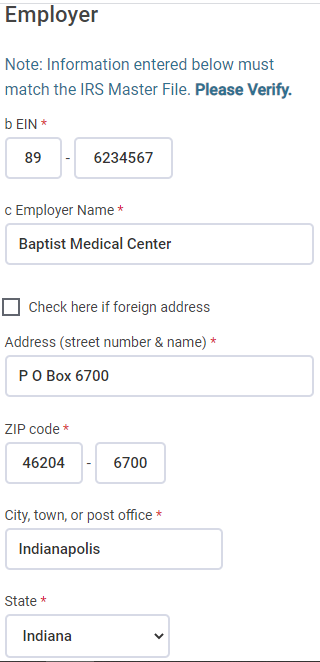 Employer
Note: Information entered below must
match the IRS Master File. Please Verify.
b EIN *
89 - 6234567
c Employer Name *
Baptist Medical Center
Check here if foreign address
Address (street number & name) *
P O Box 6700
ZIP code *
46204 - 6700
City, town, or post office *
Indianapolis
State *
Indiana